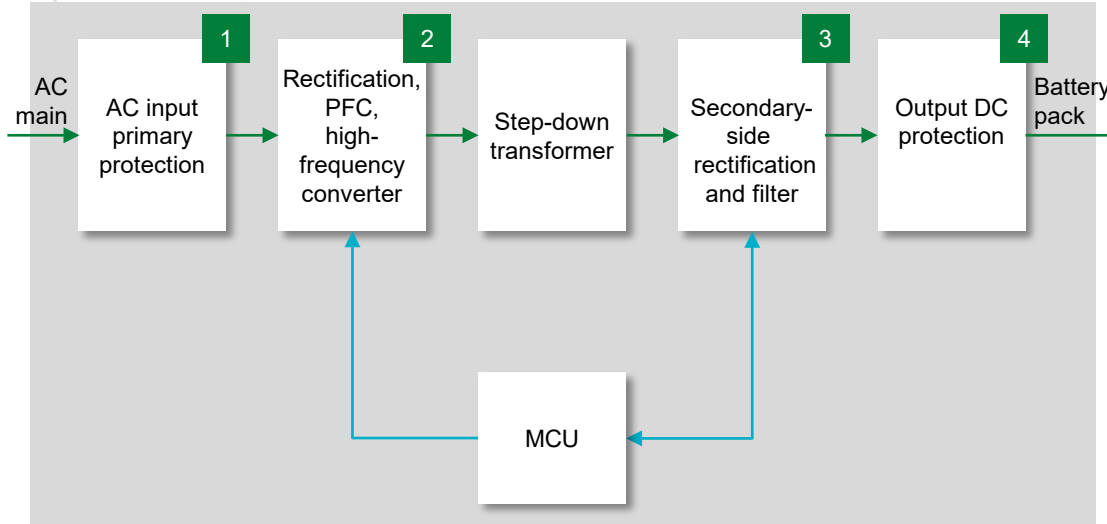 1
2
3
4
AC
main
AC input
primary
protection
Rectification,
PFC,
high-
frequency
converter
Step-down
transformer
Secondary-
side
rectification
and filter
Output DC
protection
Battery
pack
MCU